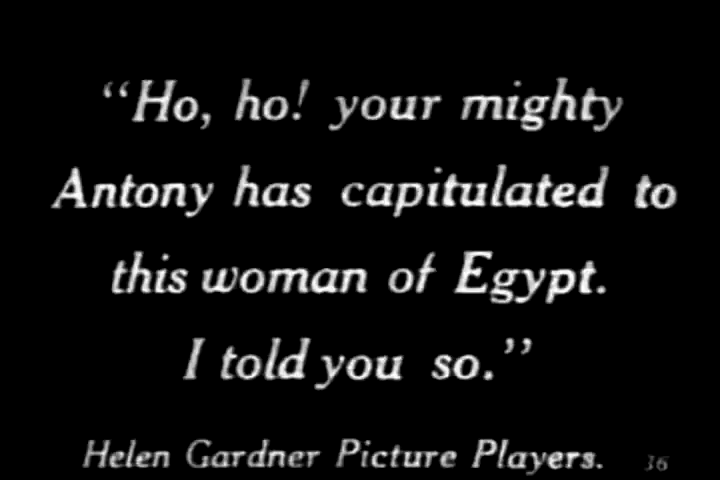 “Ho, ho! your mighty
Antony has capitulated to
this woman of Egypt.
I told you so.”
Helen Gardner Picture Players. 36